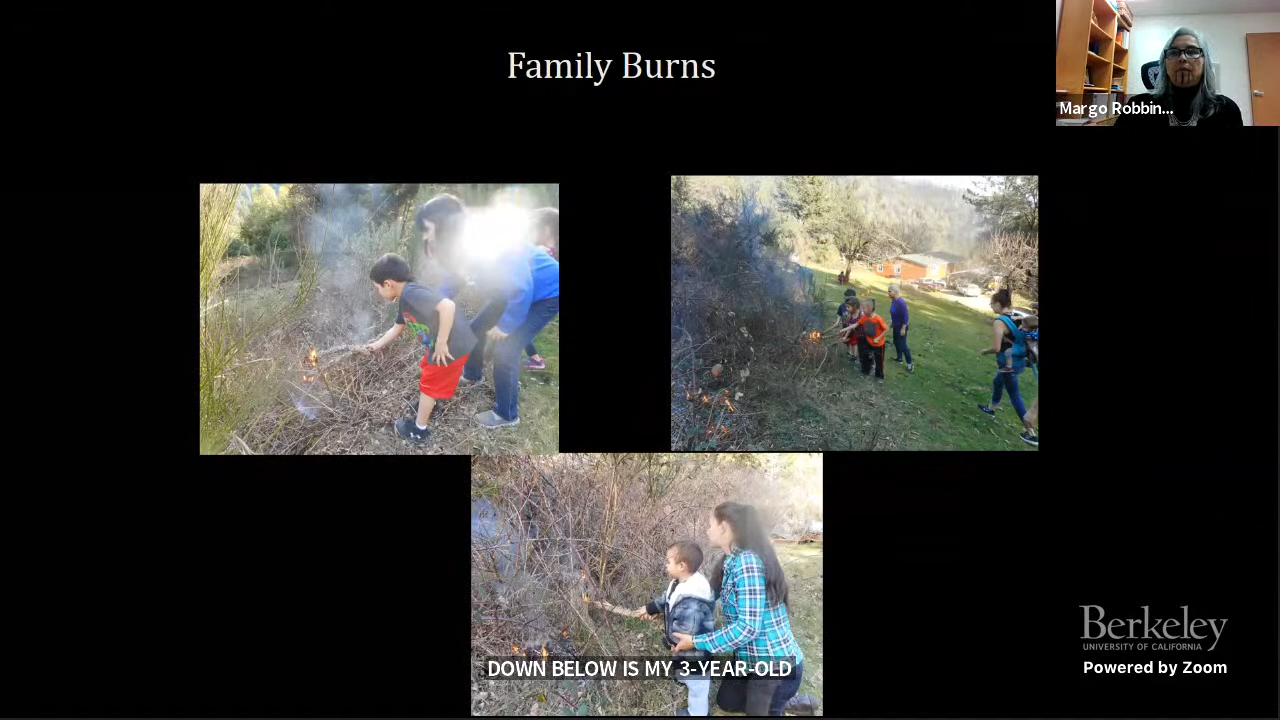 Family Burns
Margo Robbin...
DOWN BELOW IS MY 3-YEAR-OLD
Berkeley
UNIVERSITY OF CALIFORNIA
Powered by Zoom